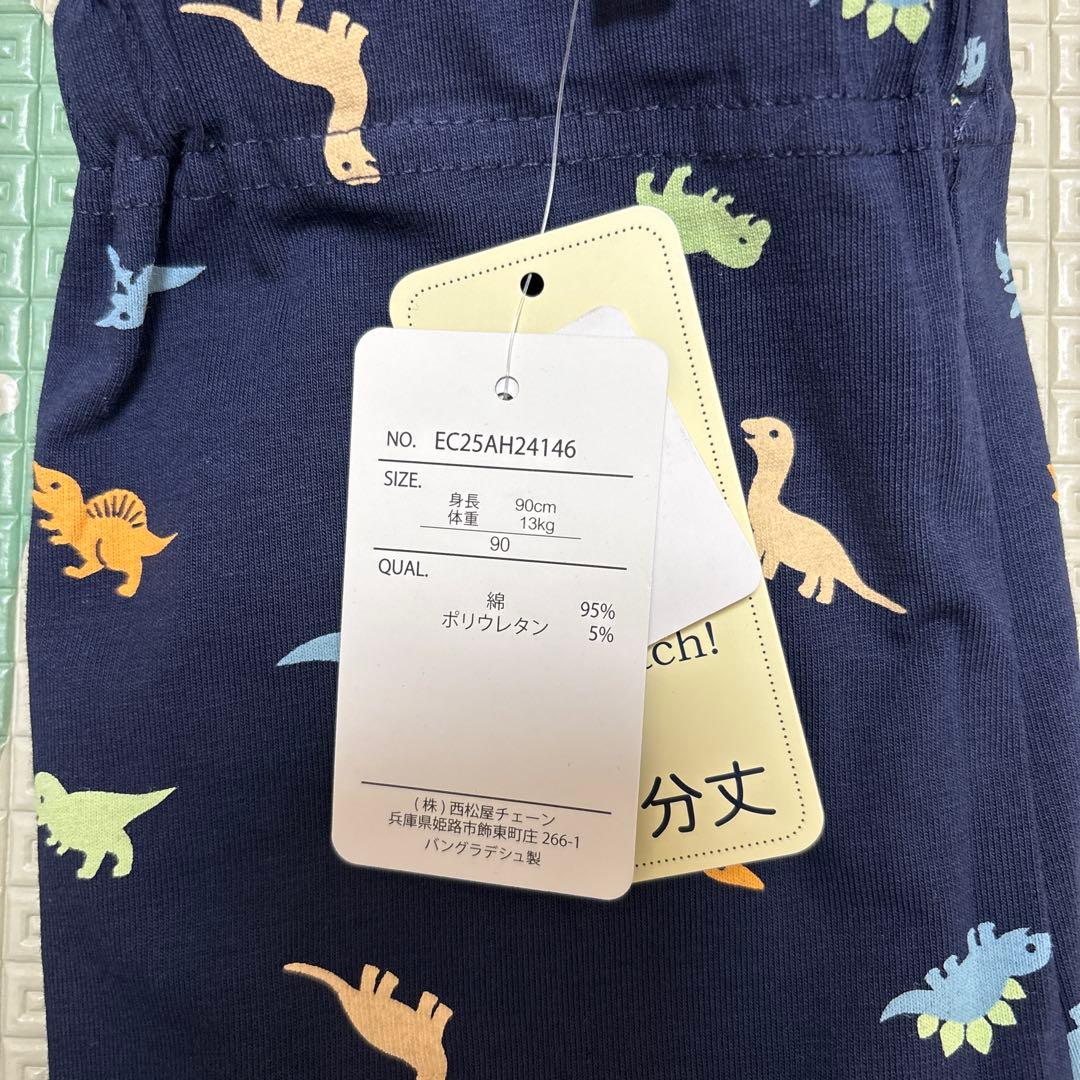 NO. EC25AH24146
SIZE.
身長 90cm
体重 13kg
90
QUAL.
綿 95%
ポリウレタン 5%
(株)西松屋チェーン
兵庫県姫路市飾東町庄 266-1
バングラデシュ製
tch!
分丈